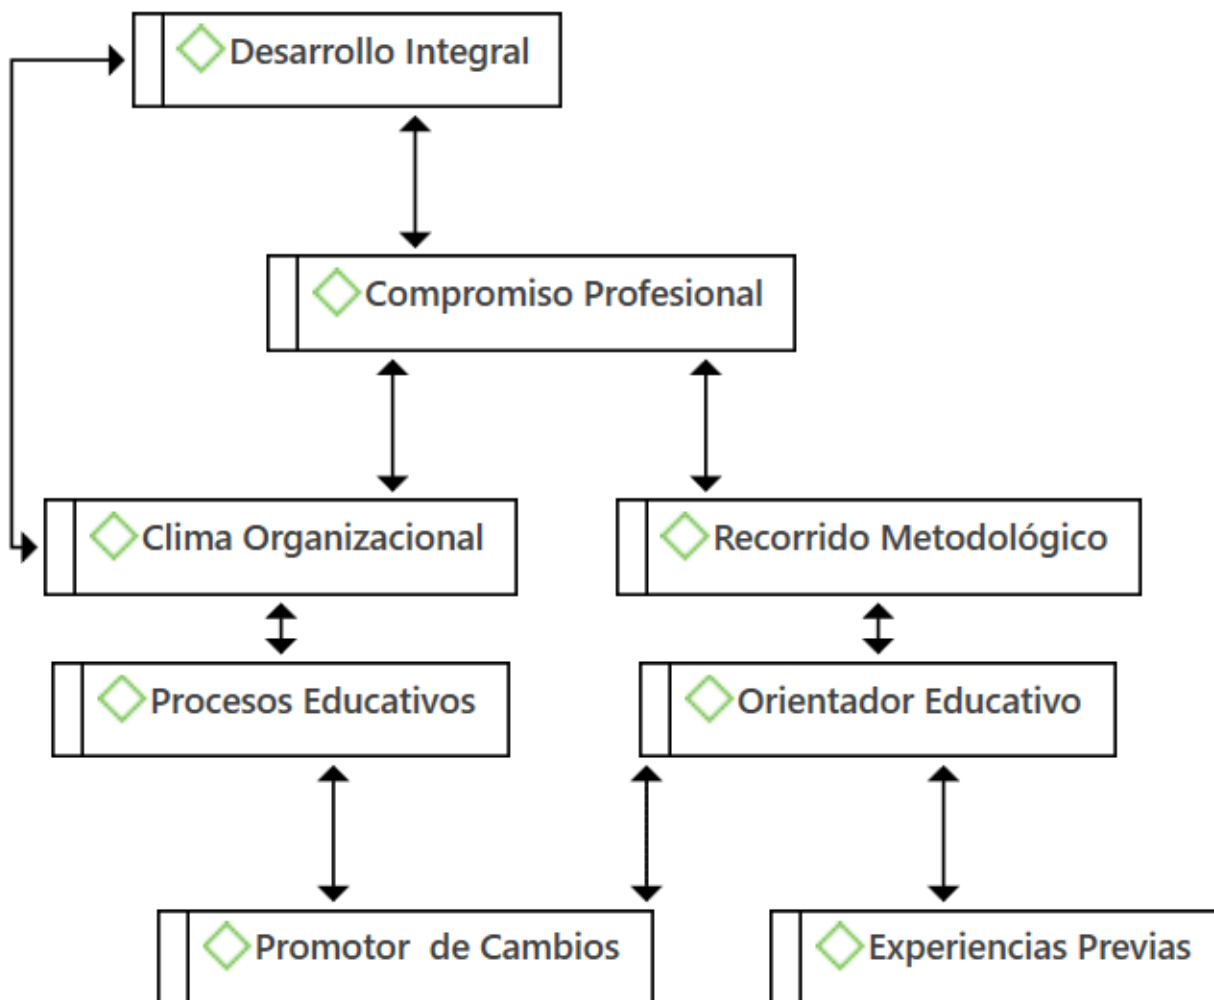 Desarrollo Integral
Compromiso Profesional
Clima Organizacional
Recorrido Metodológico
Procesos Educativos
Orientador Educativo
Promotor  de Cambios
Experiencias Previas